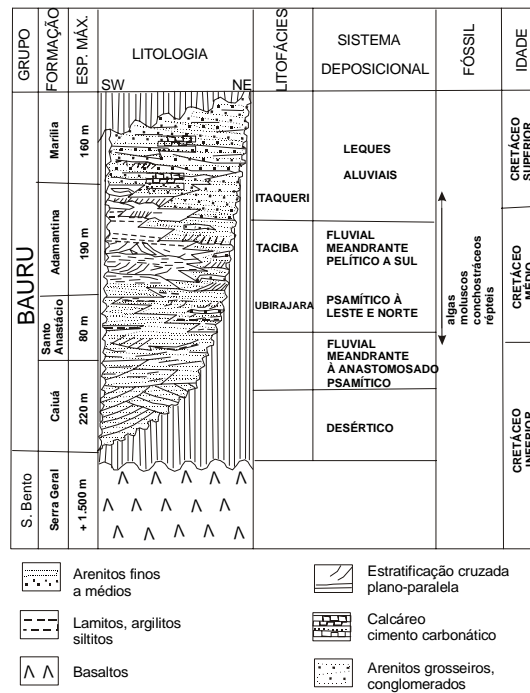 GRUPO
FORMAÇÃO
ESP. MÁX.
LITOLOGIA
SW
NE
LITOFÁCIES
SISTEMA
DEPOSICIONAL
FÓSSIL
IDADE
BAURU
Marília
160 m
Adamantina
190 m
Santo
Anastácio
80 m
Caiuá
220 m
S. Bento
Serra Geral
+ 1.500 m
ITAQUERI
TACIBA
UBIRAJARA
LEQUES
ALUVIAIS
FLUVIAL
MEANDRANTE
PELÍTICO A SUL
PSAMÍTICO À
LESTE E NORTE
FLUVIAL
MEANDRANTE
À ANASTOMOSADO
PSAMÍTICO
DESÉRTICO
algas
moluscos
conchostráceos
répteis
CRETÁCEO
SUPERIOR
CRETÁCEO
MÉDIO
CRETÁCEO
INFERIOR
Arenitos finos
a médios
Lamitos, argilitos
siltitos
Basaltos
Estratificação cruzada
plano-paralela
Calcáreo
cimento carbonático
Arenitos grosseiros,
conglomerados